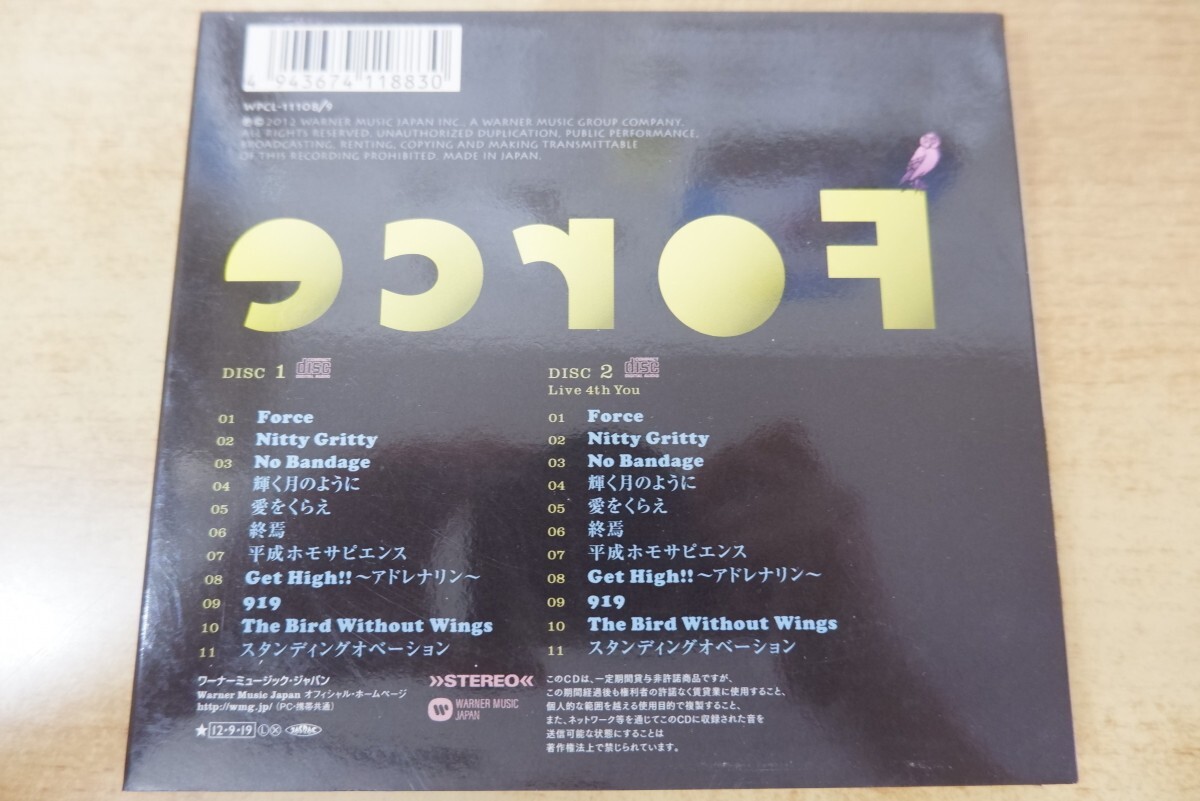 4 943674 118830
WPCL-11108/9
℗©2012 WARNER MUSIC JAPAN INC., A WARNER MUSIC GROUP COMPANY.
ALL RIGHTS RESERVED. UNAUTHORIZED DUPLICATION, PUBLIC PERFORMANCE,
BROADCASTING, RENTING, COPYING AND MAKING TRANSMITTABLE
OF THIS RECORDING PROHIBITED. MADE IN JAPAN.
Force
DISC 1 disc
DIGITAL AUDIO
01 Force
02 Nitty Gritty
03 No Bandage
04 輝く月のように
05 愛をくらえ
06 終焉
07 平成ホモサピエンス
08 Get High!!～アドレナリン～
09 919
10 The Bird Without Wings
11 スタンディングオベーション
DISC 2 disc
DIGITAL AUDIO
Live 4th You
01 Force
02 Nitty Gritty
03 No Bandage
04 輝く月のように
05 愛をくらえ
06 終焉
07 平成ホモサピエンス
08 Get High!!～アドレナリン～
09 919
10 The Bird Without Wings
11 スタンディングオベーション
ワーナーミュージック・ジャパン
Warner Music Japan オフィシャル・ホームページ
http://wmg.jp/ (PC・携帯共通)
★12・9・19 Ⓛ Ⓧ JASRAC
»STEREO«
WARNER MUSIC
JAPAN
このCDは、一定期間貸与非許諾商品ですが、
この期間経過後も権利者の許諾なく賃貸業に使用すること、
個人的な範囲を越える使用目的で複製すること、
また、ネットワーク等を通じてこのCDに収録された音を
送信可能な状態にすることは
著作権法上で禁じられています。